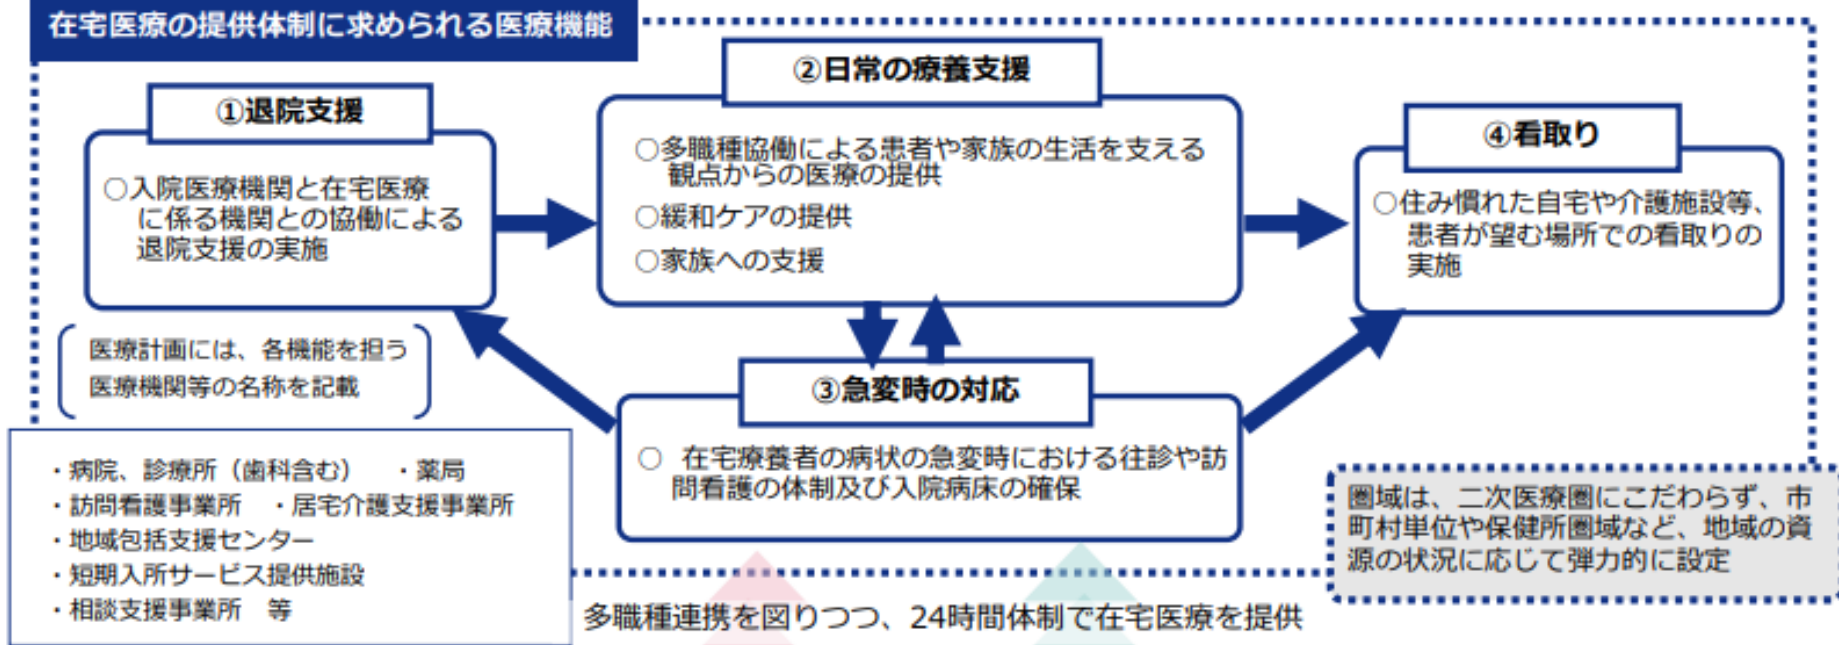 在宅医療の提供体制に求められる医療機能
①退院支援
○入院医療機関と在宅医療
に係る機関との協働による
退院支援の実施
②日常の療養支援
○多職種協働による患者や家族の生活を支える
観点からの医療の提供
○緩和ケアの提供
○家族への支援
④看取り
○住み慣れた自宅や介護施設等、
患者が望む場所での看取りの
実施
医療計画には、各機能を担う
医療機関等の名称を記載
③急変時の対応
○ 在宅療養者の病状の急変時における往診や訪
問看護の体制及び入院病床の確保
・病院、診療所（歯科含む） ・薬局
・訪問看護事業所 ・居宅介護支援事業所
・地域包括支援センター
・短期入所サービス提供施設
・相談支援事業所 等
圏域は、二次医療圏にこだわらず、市
町村単位や保健所圏域など、地域の資
源の状況に応じて弾力的に設定
多職種連携を図りつつ、24時間体制で在宅医療を提供